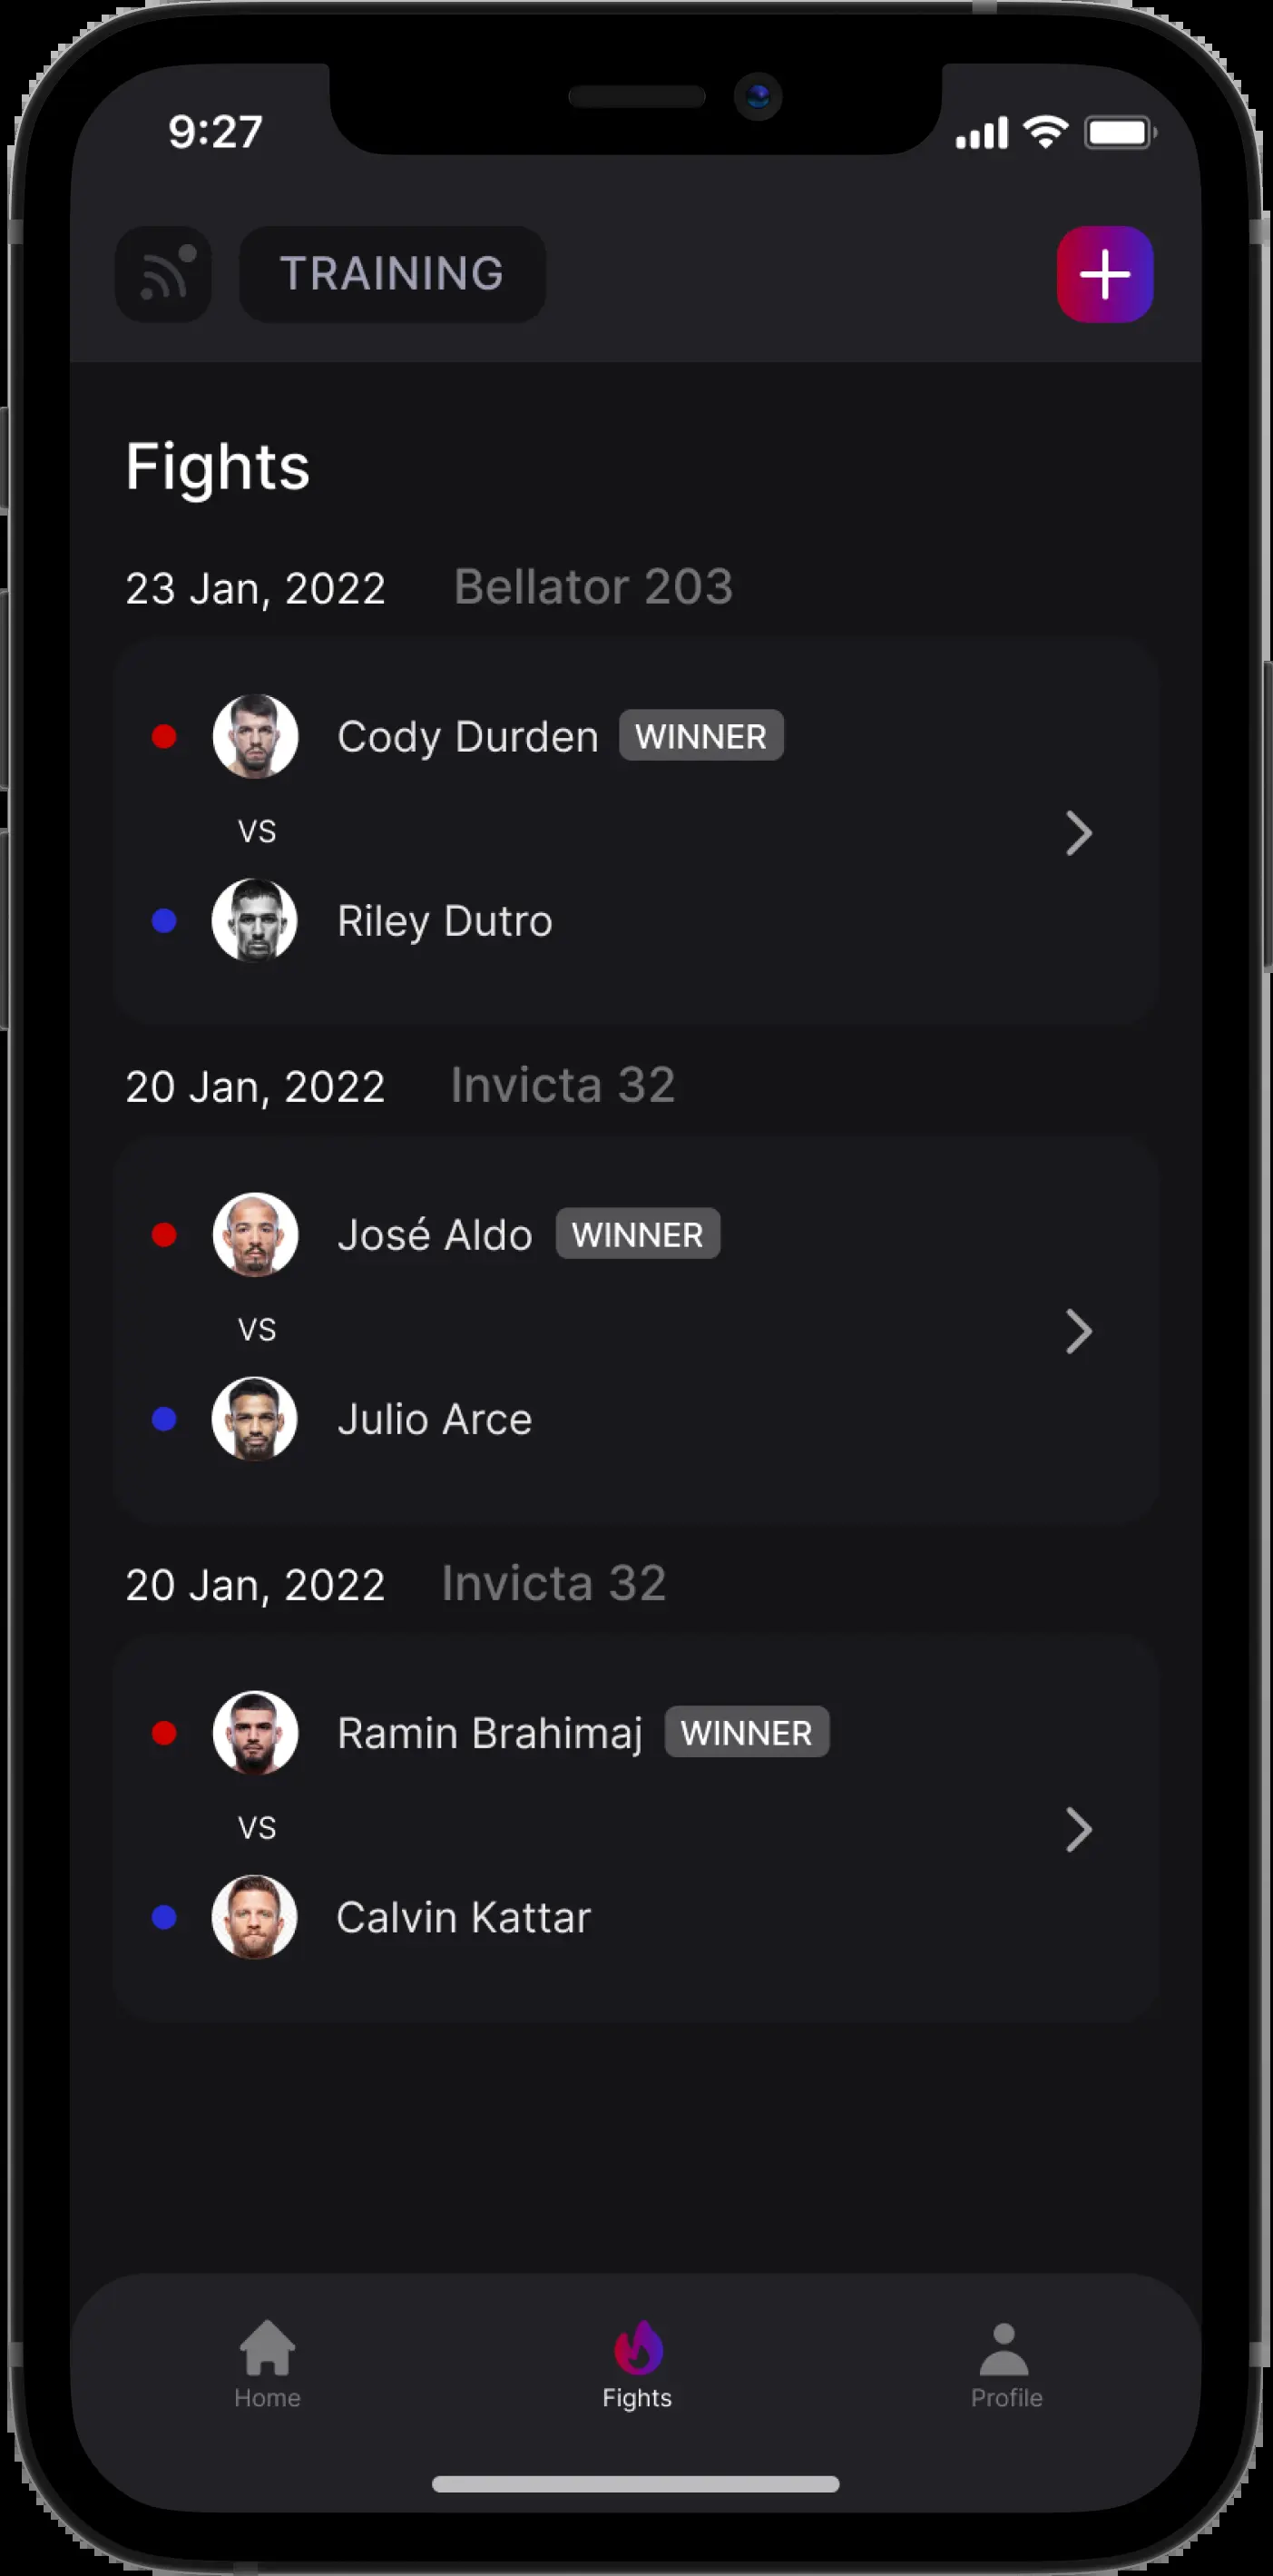 9:27
TRAINING
Fights
23 Jan, 2022 Bellator 203
Cody Durden WINNER
VS
Riley Dutro
20 Jan, 2022 Invicta 32
José Aldo WINNER
VS
Julio Arce
20 Jan, 2022 Invicta 32
Ramin Brahimaj WINNER
VS
Calvin Kattar
Home Fights Profile